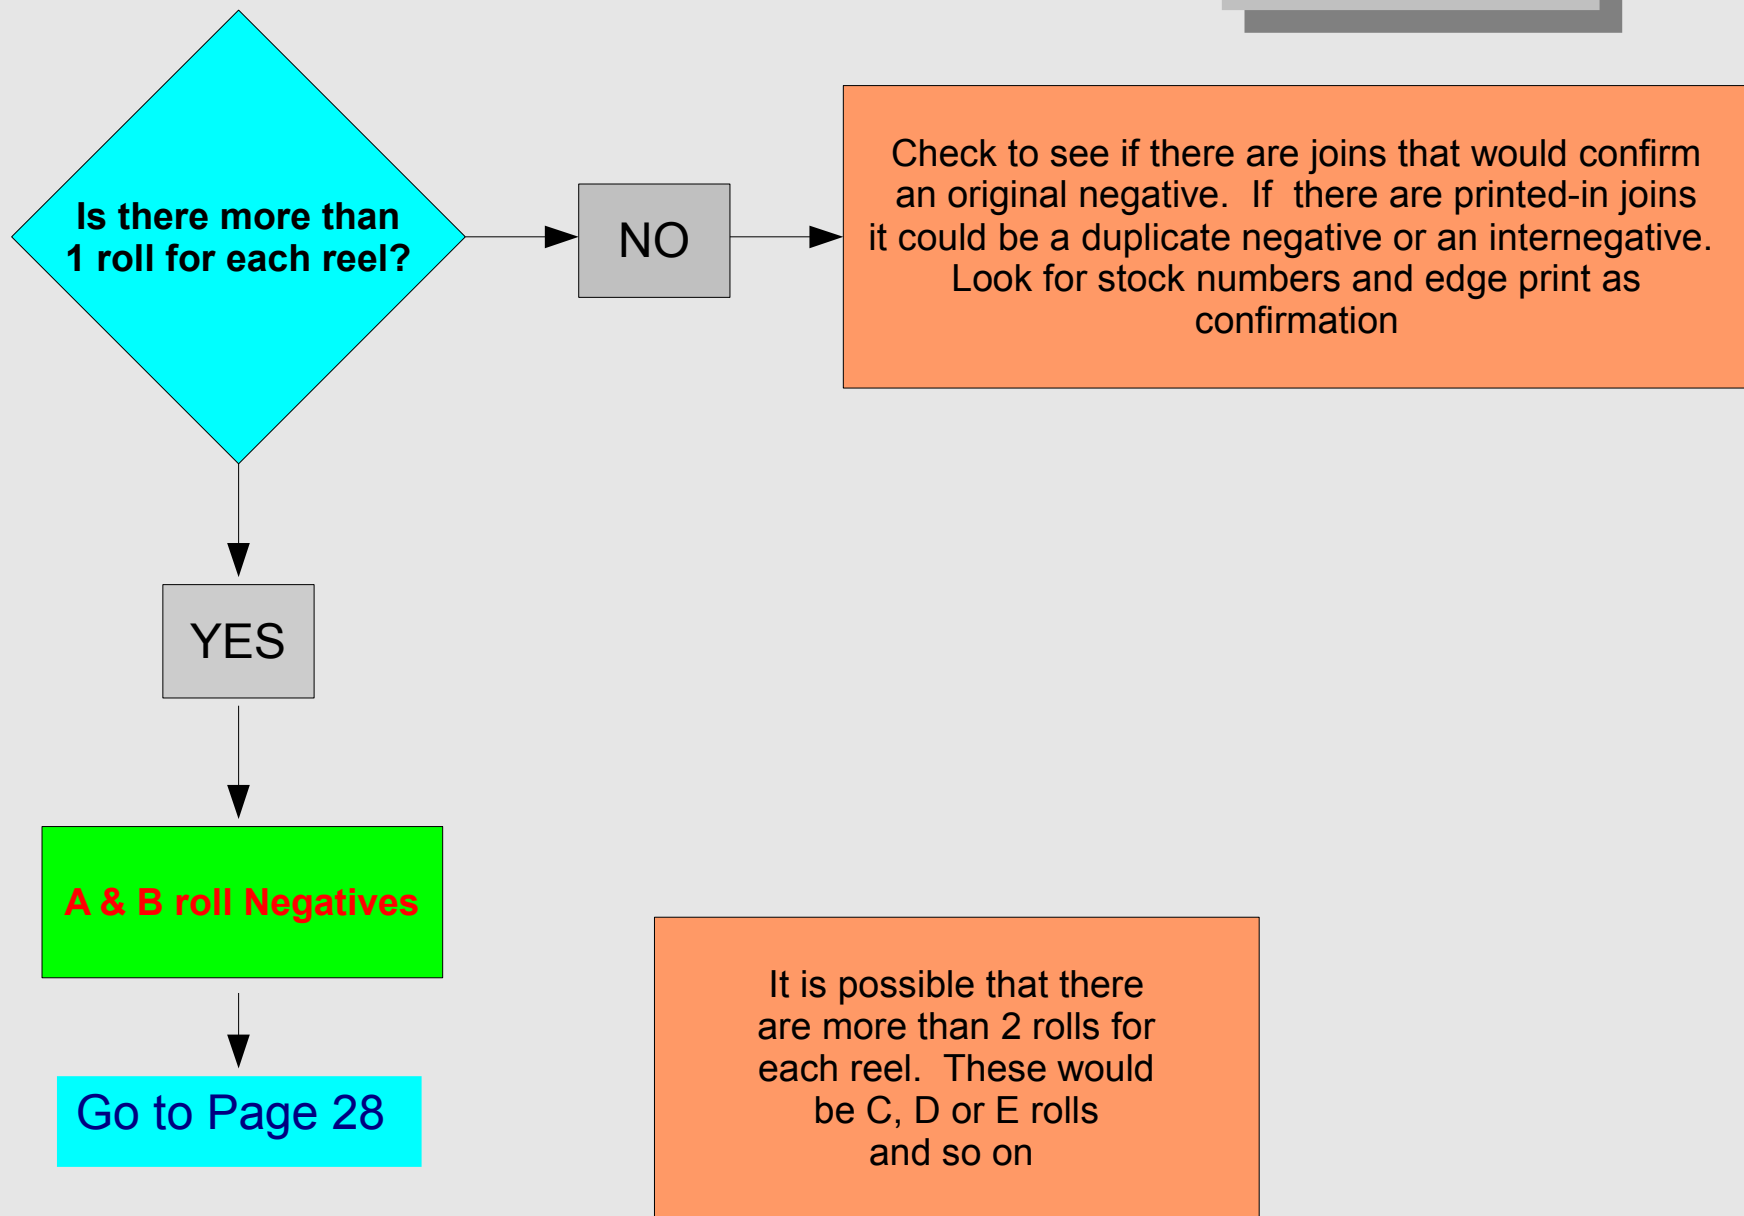 Is there more than
1 roll for each reel?
NO
Check to see if there are joins that would confirm
an original negative.  If  there are printed-in joins
it could be a duplicate negative or an internegative.
Look for stock numbers and edge print as
confirmation
YES
A & B roll Negatives
Go to Page 28
It is possible that there
are more than 2 rolls for
each reel.  These would
be C, D or E rolls
and so on